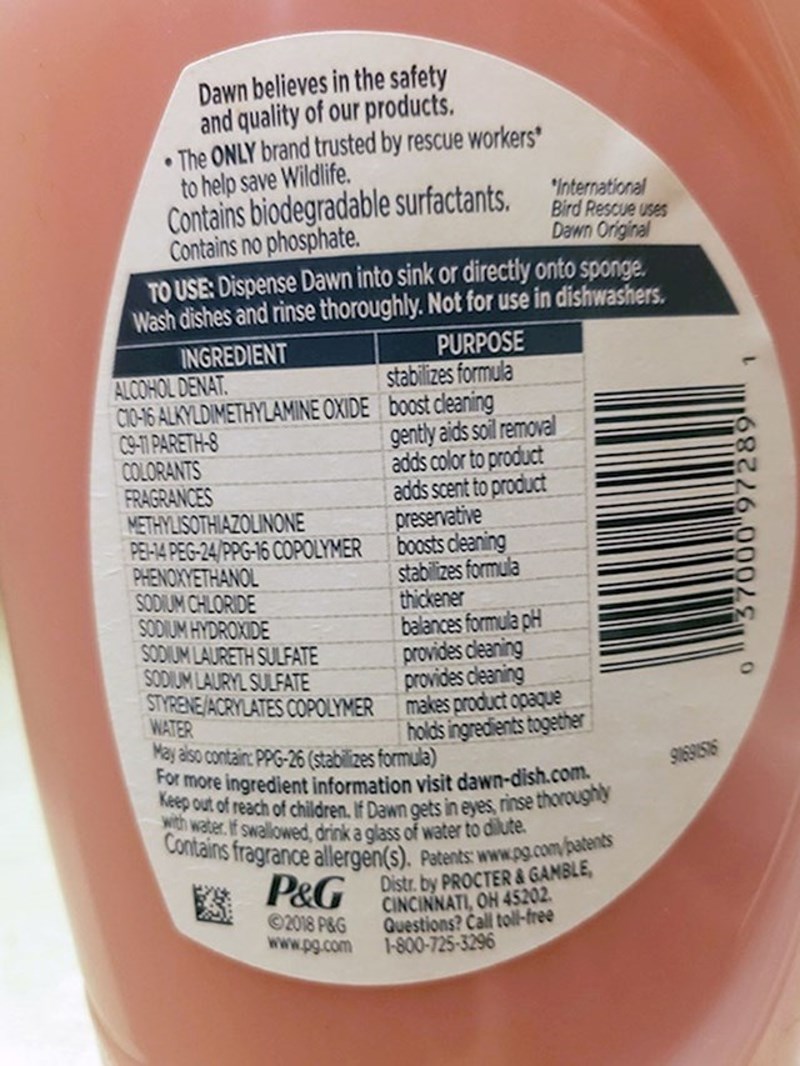 Dawn believes in the safety
and quality of our products.
• The ONLY brand trusted by rescue workers*
to help save Wildlife.
Contains biodegradable surfactants.
Contains no phosphate.
*International
Bird Rescue uses
Dawn Original
TO USE: Dispense Dawn into sink or directly onto sponge.
Wash dishes and rinse thoroughly. Not for use in dishwashers.
INGREDIENT PURPOSE
ALCOHOL DENAT. stabilizes formula
C10-16 ALKYLDIMETHYLAMINE OXIDE boost cleaning
C9-11 PARETH-8 gently aids soil removal
COLORANTS adds color to product
FRAGRANCES adds scent to product
METHYLISOTHIAZOLINONE preservative
PEI-14 PEG-24/PPG-16 COPOLYMER boosts cleaning
PHENOXYETHANOL stabilizes formula
SODIUM CHLORIDE thickener
SODIUM HYDROXIDE balances formula pH
SODIUM LAURETH SULFATE provides cleaning
SODIUM LAURYL SULFATE provides cleaning
STYRENE/ACRYLATES COPOLYMER makes product opaque
WATER holds ingredients together
0 37000 97289 1
May also contain: PPG-26 (stabilizes formula)
91691516
For more ingredient information visit dawn-dish.com.
Keep out of reach of children. If Dawn gets in eyes, rinse thoroughly
with water. If swallowed, drink a glass of water to dilute.
Contains fragrance allergen(s). Patents: www.pg.com/patents
P&G
©2018 P&G
www.pg.com
Distr. by PROCTER & GAMBLE,
CINCINNATI, OH 45202.
Questions? Call toll-free
1-800-725-3296